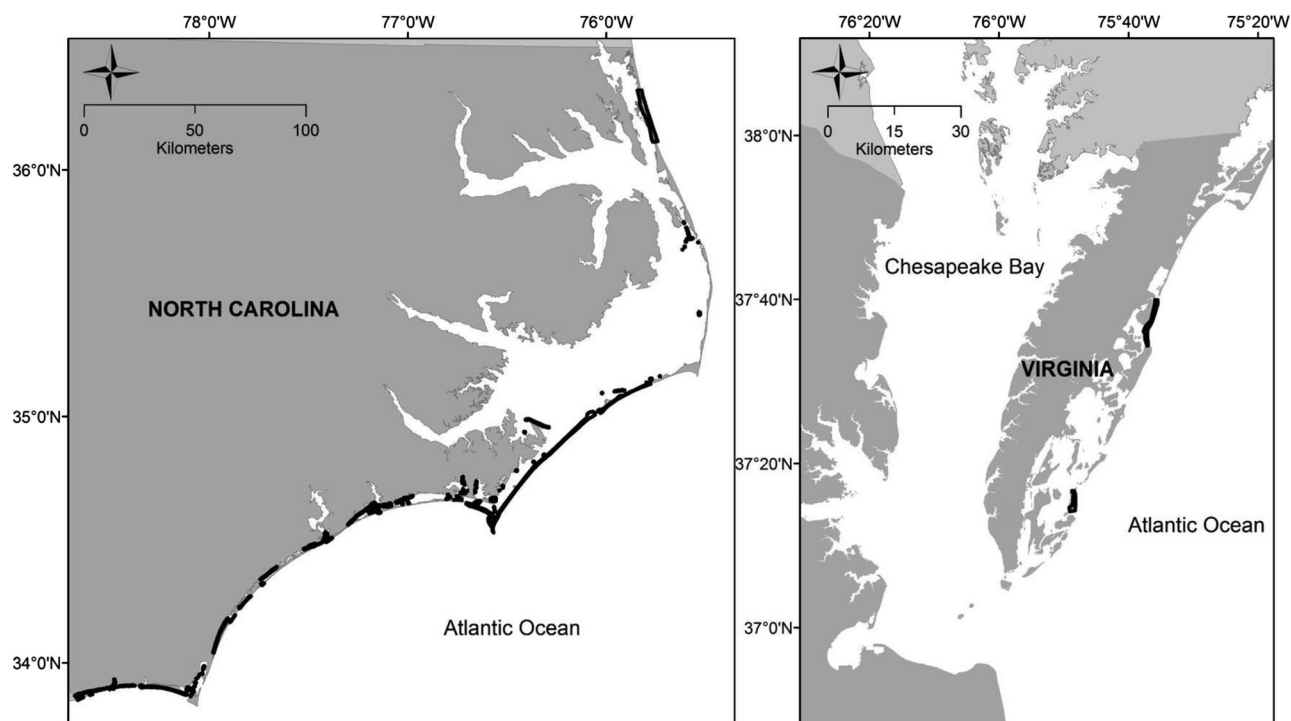 78°0'W 77°0'W 76°0'W
0 50 100
Kilometers
36°0'N
35°0'N
34°0'N
NORTH CAROLINA
Atlantic Ocean
76°20'W 76°0'W 75°40'W 75°20'W
0 15 30
Kilometers
38°0'N
37°40'N
37°20'N
37°0'N
Chesapeake Bay
VIRGINIA
Atlantic Ocean